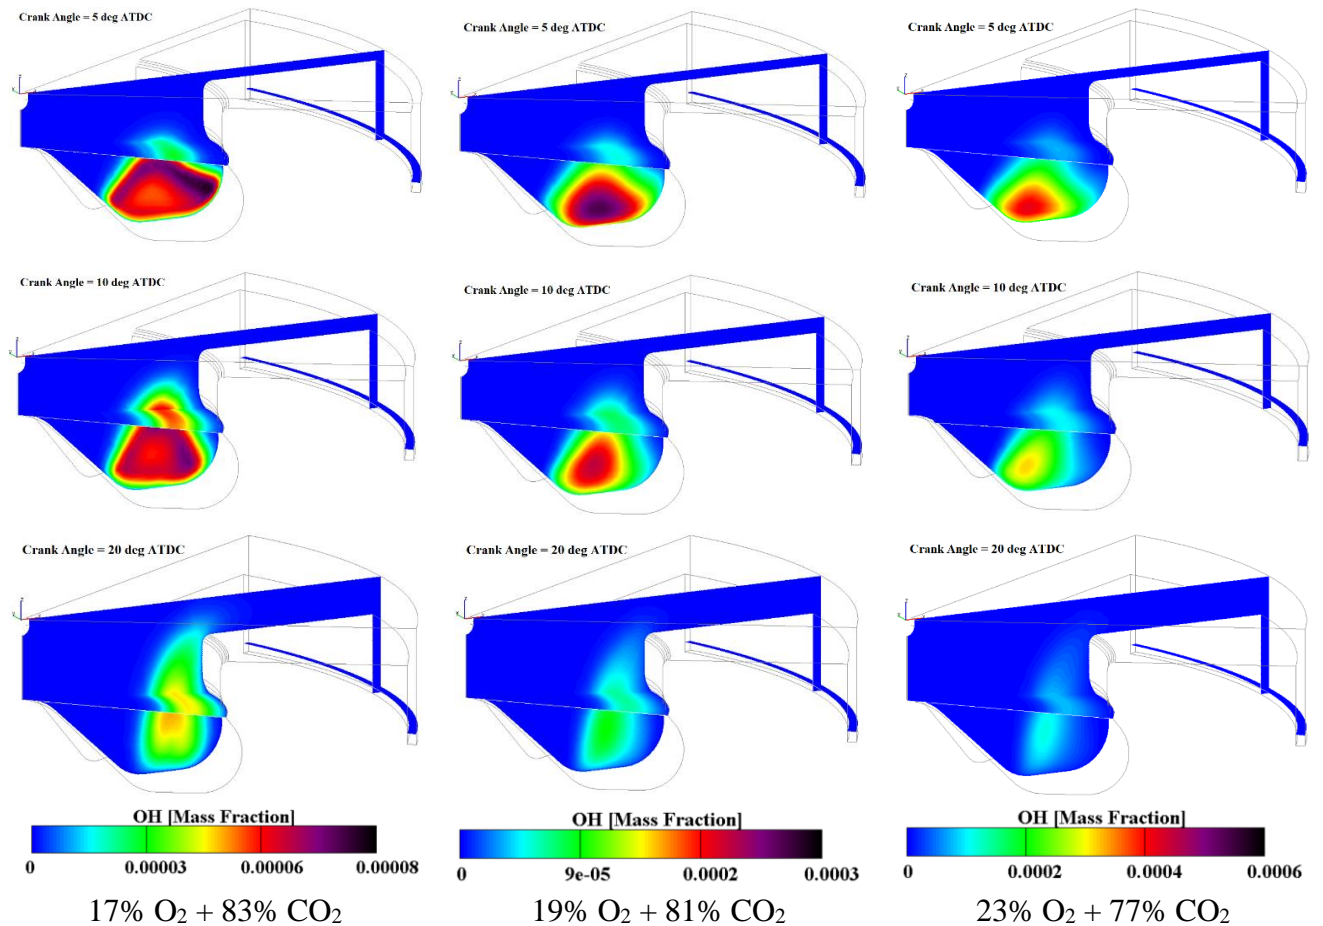 Crank Angle = 5 deg ATDC
Crank Angle = 5 deg ATDC
Crank Angle = 5 deg ATDC
Crank Angle = 10 deg ATDC
Crank Angle = 10 deg ATDC
Crank Angle = 10 deg ATDC
Crank Angle = 20 deg ATDC
Crank Angle = 20 deg ATDC
Crank Angle = 20 deg ATDC
OH [Mass Fraction]
0 0.00003 0.00006 0.00008
OH [Mass Fraction]
0 9e-05 0.0002 0.0003
OH [Mass Fraction]
0 0.0002 0.0004 0.0006
17% O₂ + 83% CO₂
19% O₂ + 81% CO₂
23% O₂ + 77% CO₂